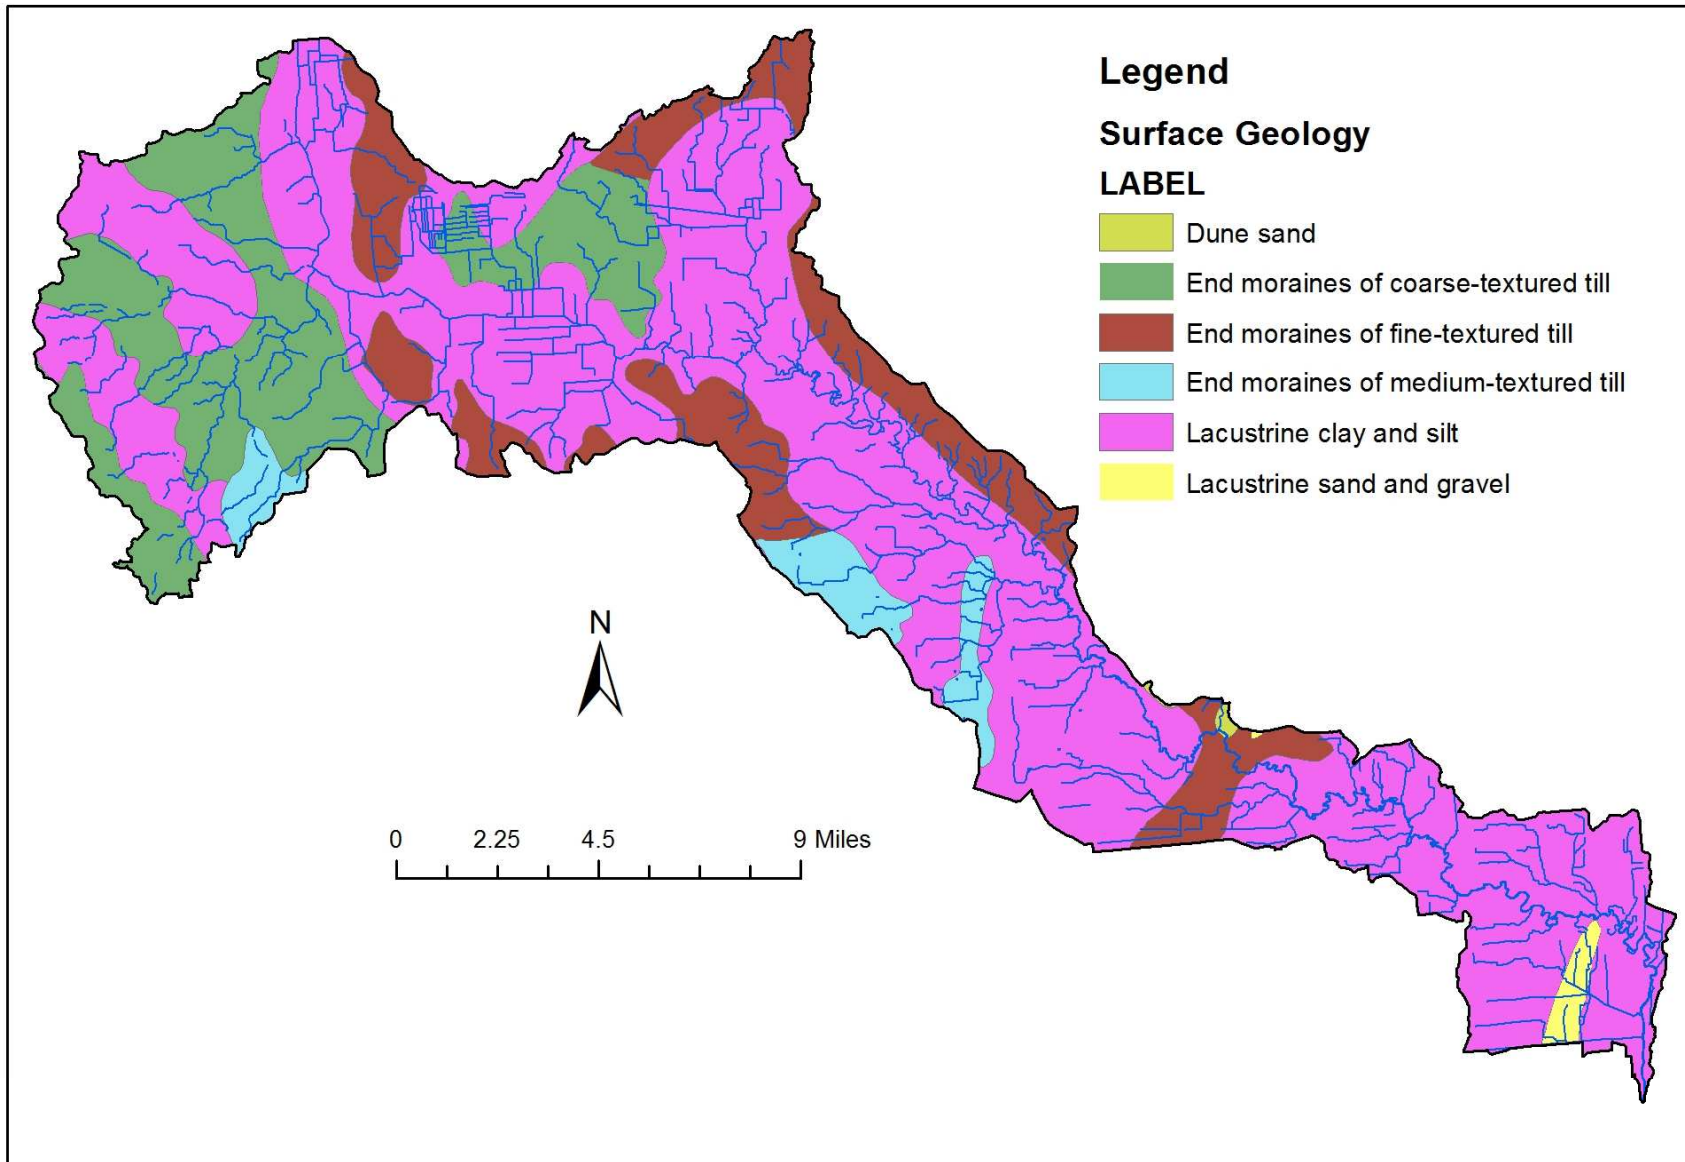 Legend
Surface Geology
LABEL
Dune sand
End moraines of coarse-textured till
End moraines of fine-textured till
End moraines of medium-textured till
Lacustrine clay and silt
Lacustrine sand and gravel
N
0 2.25 4.5 9 Miles